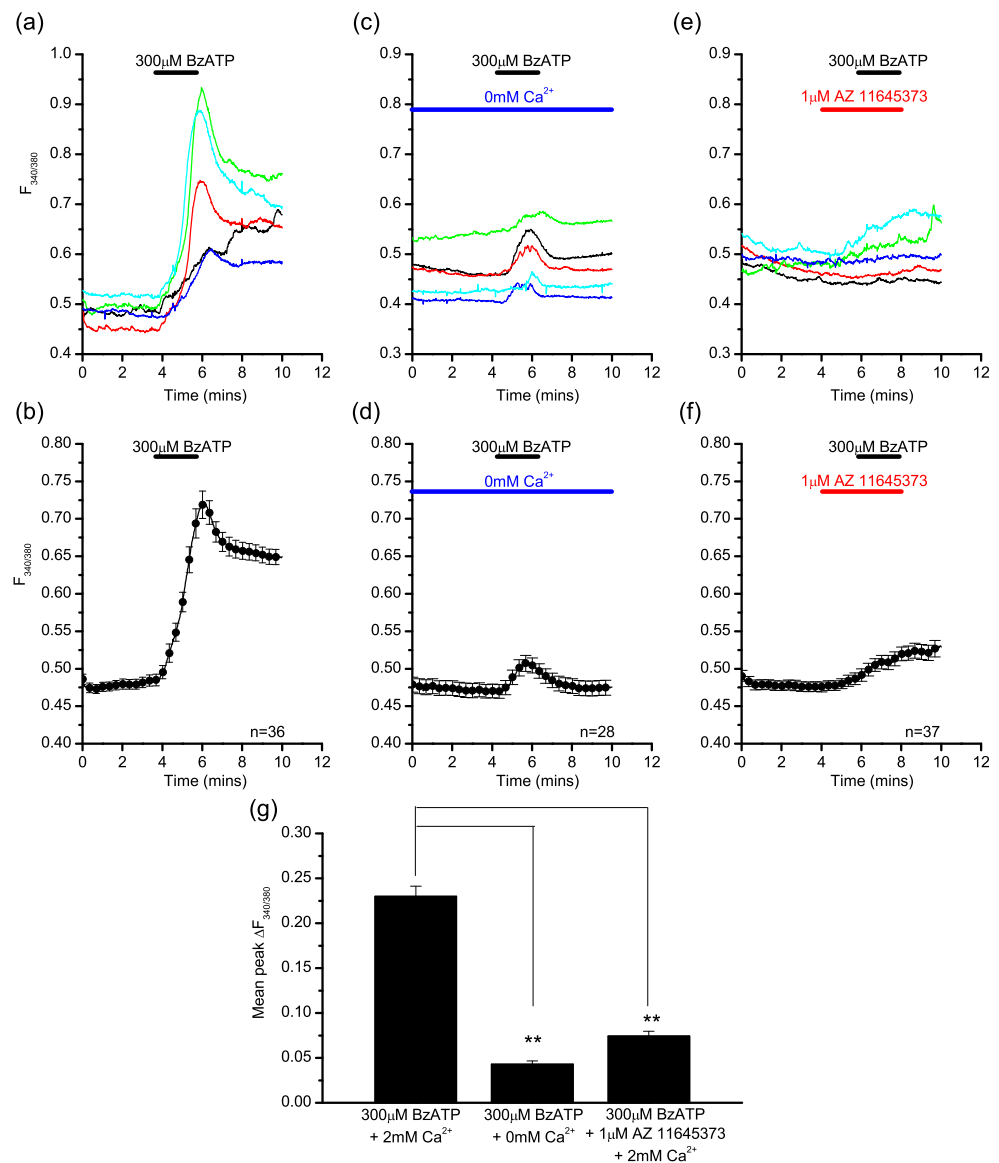 (a)
300μM BzATP
1.0
0.9
0.8
0.7
0.6
0.5
0.4
F340/380
0 2 4 6 8 10 12
Time (mins)
(c)
300μM BzATP
0mM Ca2+
0.9
0.8
0.7
0.6
0.5
0.4
0.3
0 2 4 6 8 10 12
Time (mins)
(e)
300μM BzATP
1μM AZ 11645373
0.9
0.8
0.7
0.6
0.5
0.4
0.3
0 2 4 6 8 10 12
Time (mins)
(b)
300μM BzATP
0.80
0.75
0.70
0.65
0.60
0.55
0.50
0.45
0.40
F340/380
n=36
0 2 4 6 8 10 12
Time (mins)
(d)
300μM BzATP
0mM Ca2+
0.80
0.75
0.70
0.65
0.60
0.55
0.50
0.45
0.40
n=28
0 2 4 6 8 10 12
Time (mins)
(f)
300μM BzATP
1μM AZ 11645373
0.80
0.75
0.70
0.65
0.60
0.55
0.50
0.45
0.40
n=37
0 2 4 6 8 10 12
Time (mins)
(g)
0.30
0.25
0.20
0.15
0.10
0.05
0.00
Mean peak ΔF340/380
**
**
300μM BzATP
+ 2mM Ca2+
300μM BzATP
+ 0mM Ca2+
300μM BzATP
+ 1μM AZ 11645373
+ 2mM Ca2+